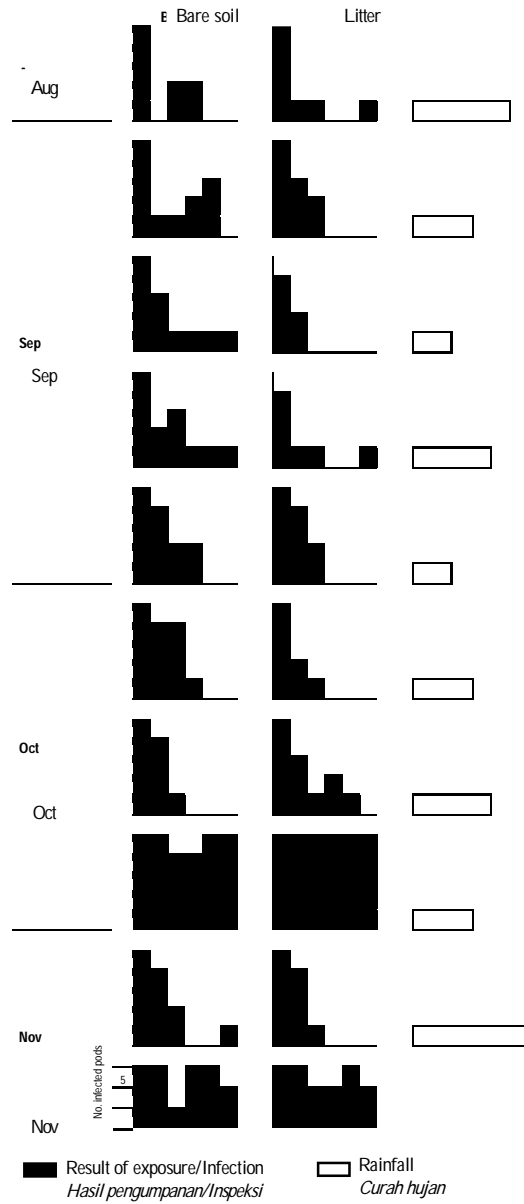 Bare soil Litter
Aug
Sep
Sep
Oct
Oct
Nov
No. infected pods
5
Nov
Result of exposure/Infection Rainfall
Hasil pengumpanan/Inspeksi Curah hujan